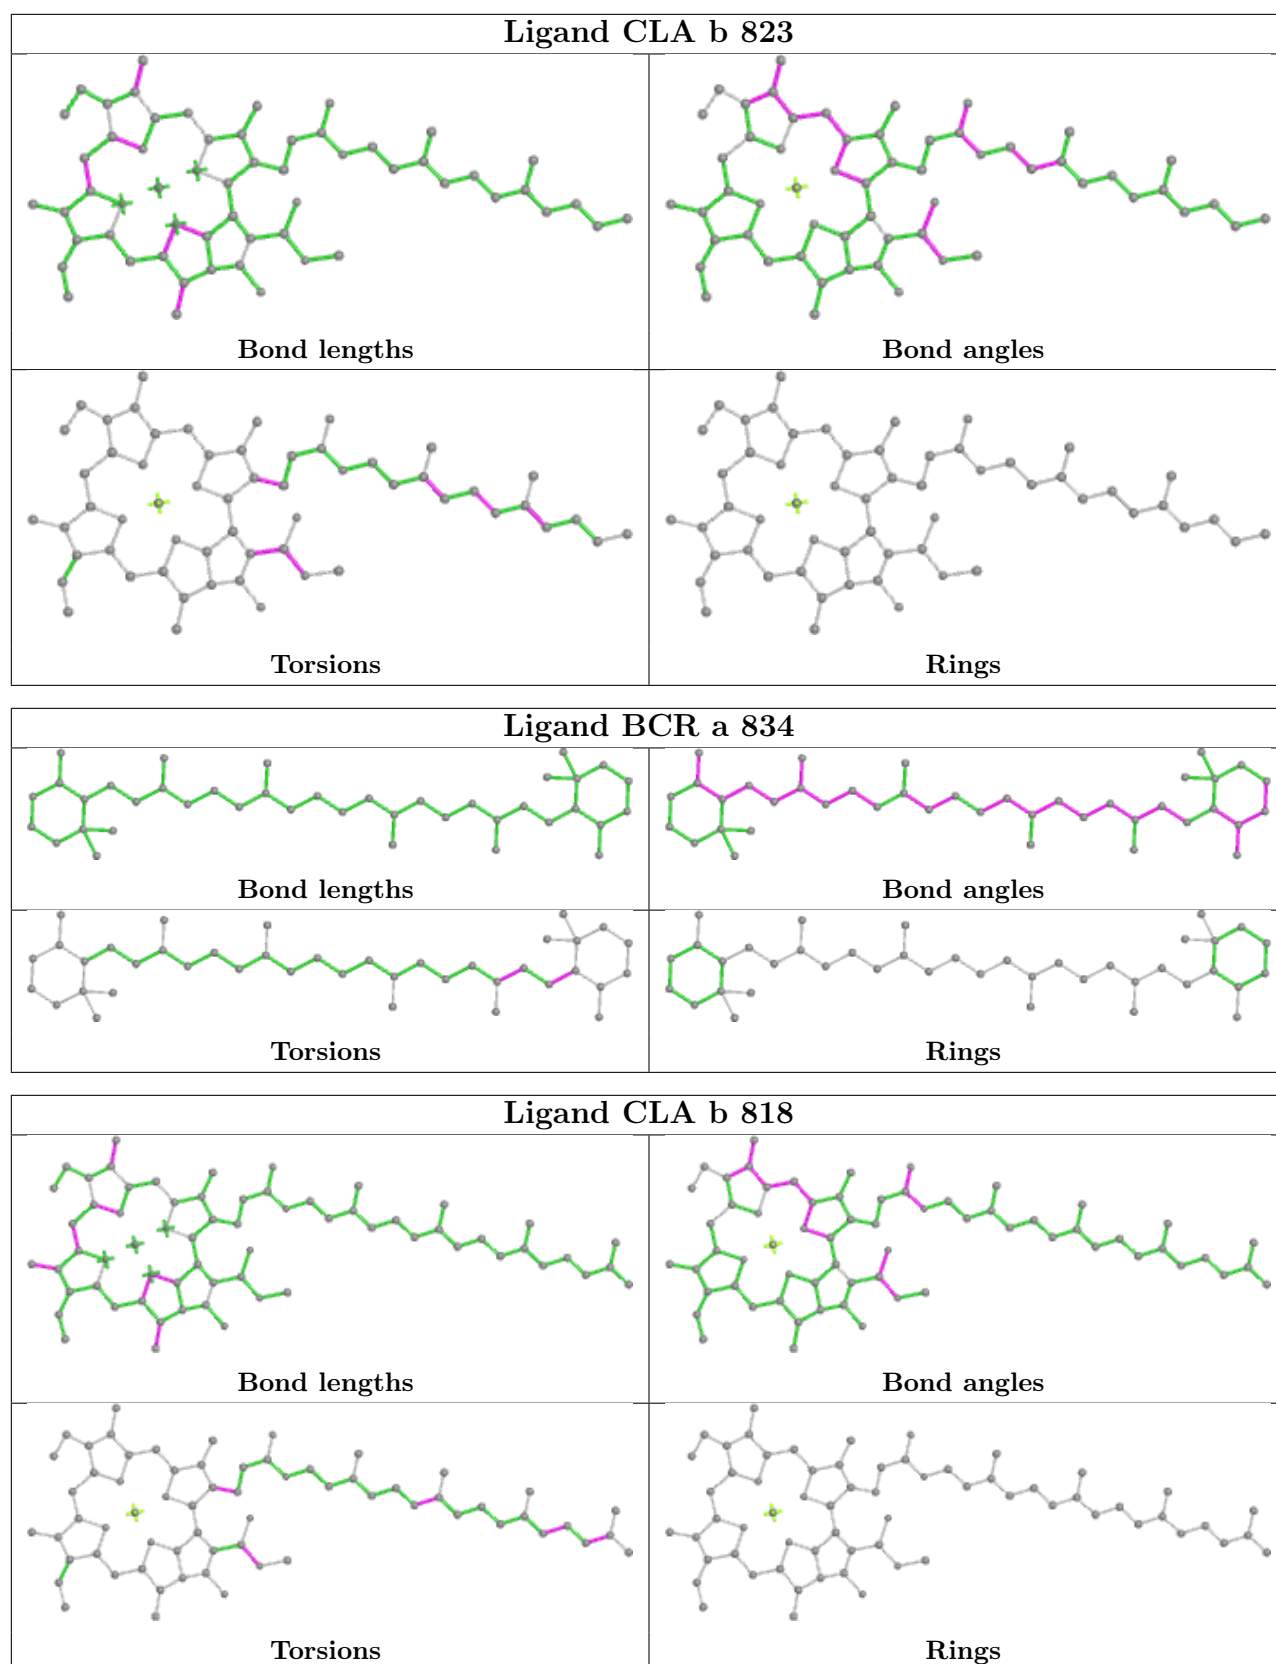 Ligand CLA b 823
Bond lengths
Bond angles
Torsions
Rings
Ligand BCR a 834
Bond lengths
Bond angles
Torsions
Rings
Ligand CLA b 818
Bond lengths
Bond angles
Torsions
Rings